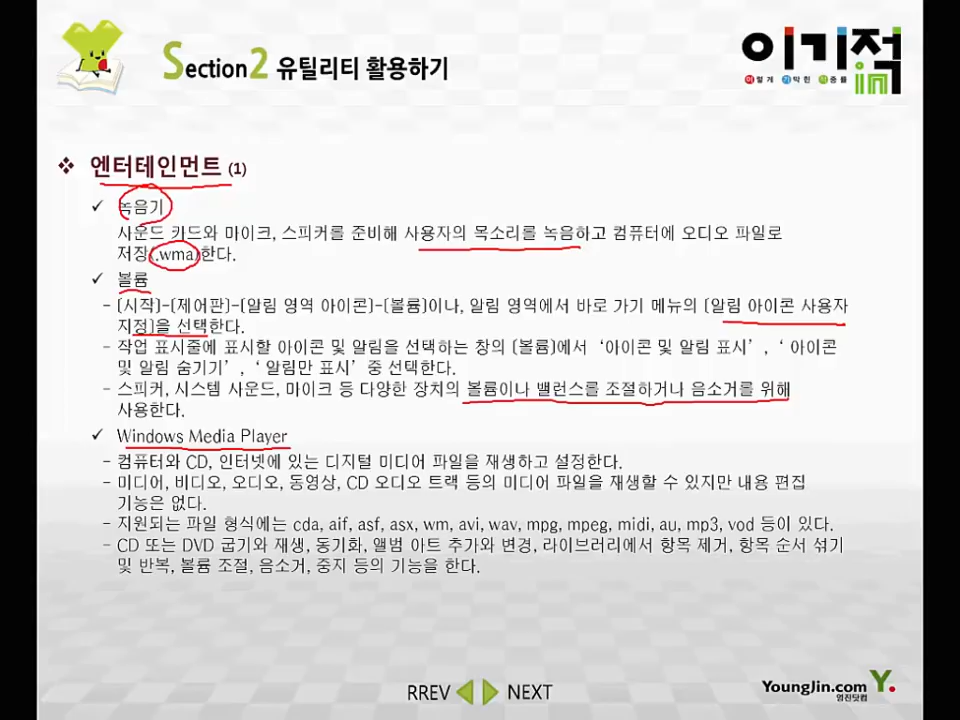 Section2 유틸리티 활용하기
이기적in
이렇게 기막힌 적중률
❖ 엔터테인먼트 (1)
✓ 녹음기
사운드 카드와 마이크, 스피커를 준비해 사용자의 목소리를 녹음하고 컴퓨터에 오디오 파일로
저장(.wma)한다.
✓ 볼륨
- [시작]-[제어판]-[알림 영역 아이콘]-[볼륨]이나, 알림 영역에서 바로 가기 메뉴의 [알림 아이콘 사용자
지정]을 선택한다.
- 작업 표시줄에 표시할 아이콘 및 알림을 선택하는 창의 [볼륨]에서 ‘아이콘 및 알림 표시’, ‘ 아이콘
및 알림 숨기기’, ‘ 알림만 표시’ 중 선택한다.
- 스피커, 시스템 사운드, 마이크 등 다양한 장치의 볼륨이나 밸런스를 조절하거나 음소거를 위해
사용한다.
✓ Windows Media Player
- 컴퓨터와 CD, 인터넷에 있는 디지털 미디어 파일을 재생하고 설정한다.
- 미디어, 비디오, 오디오, 동영상, CD 오디오 트랙 등의 미디어 파일을 재생할 수 있지만 내용 편집
기능은 없다.
- 지원되는 파일 형식에는 cda, aif, asf, asx, wm, avi, wav, mpg, mpeg, midi, au, mp3, vod 등이 있다.
- CD 또는 DVD 굽기와 재생, 동기화, 앨범 아트 추가와 변경, 라이브러리에서 항목 제거, 항목 순서 섞기
및 반복, 볼륨 조절, 음소거, 중지 등의 기능을 한다.
RREV NEXT
YoungJin.com Y.
영진닷컴